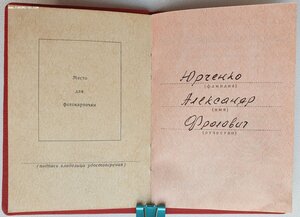 Место
для
фотокарточки
(подпись владельца удостоверения)
Юрченко
(фамилия)
Александр
(имя)
Фролович
(отчество)